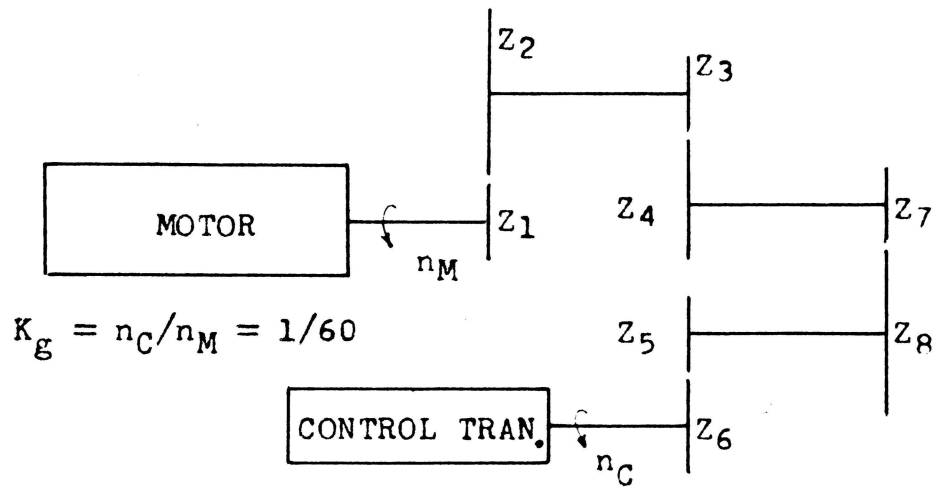 Z2
Z3
MOTOR
Z1
Z4
Z7
nM
Kg = nC/nM = 1/60
Z5
Z8
CONTROL TRAN.
nC
Z6